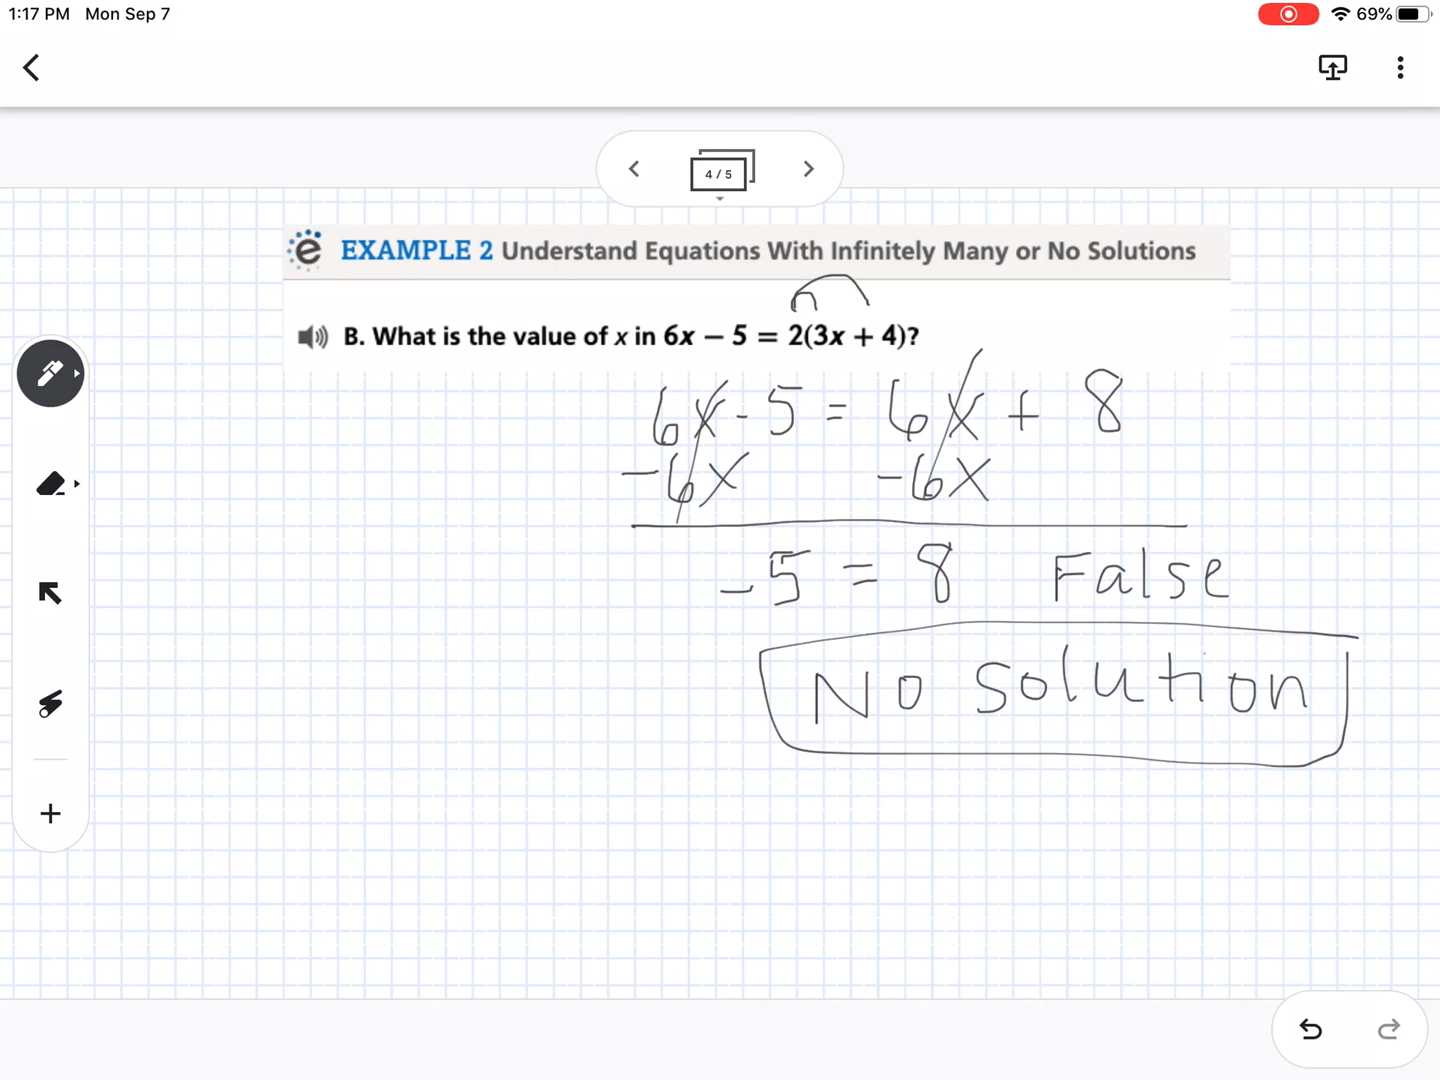 1:17 PM Mon Sep 7 69%
4 / 5
e EXAMPLE 2 Understand Equations With Infinitely Many or No Solutions
B. What is the value of x in 6x − 5 = 2(3x + 4)?
6x - 5 = 6x + 8
-6x -6x
-5 = 8 False
No solution